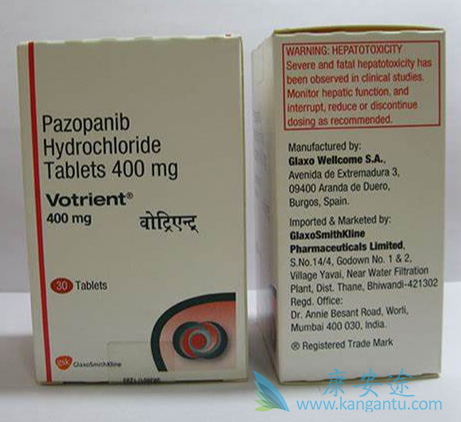 Pazopanib
Hydrochloride
Tablets 400 mg
Votrient®
400 mg
वोट्रिएन्ट्
30 Tablets
gsk GlaxoSmithKline
WARNING: HEPATOTOXICITY
Severe and fatal hepatotoxicity has
been observed in clinical studies.
Monitor hepatic function, and
interrupt, reduce or discontinue
dosing as recommended.
Manufactured by:
Glaxo Wellcome S.A.,
Avenida de Extremadura 3,
09400 Aranda de Duero,
Burgos, Spain.
Imported & Marketed by:
GlaxoSmithKline
Pharmaceuticals Limited,
S.No.14/4, Godown No. 1 & 2,
Village Yavai, Near Water Filtration
Plant, Dist. Thane, Bhiwandi-421302
Regd. Office:
Dr. Annie Besant Road, Worli,
Mumbai 400 030, India.
® Registered Trade Mark
康安途
www.kangantu.com